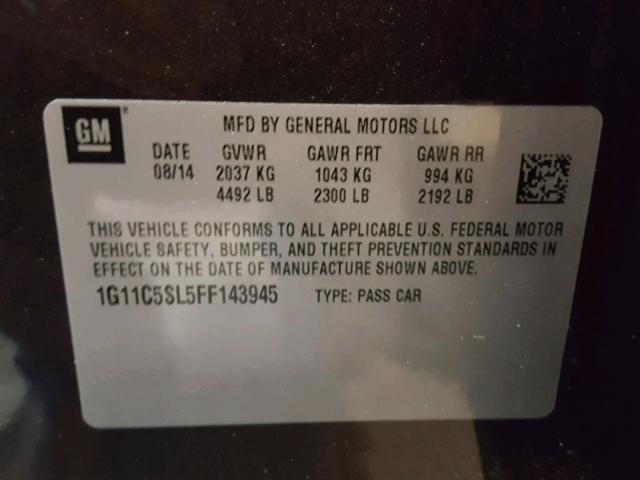 GM
MFD BY GENERAL MOTORS LLC
DATE GVWR GAWR FRT GAWR RR
08/14 2037 KG 1043 KG 994 KG
4492 LB 2300 LB 2192 LB
THIS VEHICLE CONFORMS TO ALL APPLICABLE U.S. FEDERAL MOTOR
VEHICLE SAFETY, BUMPER, AND THEFT PREVENTION STANDARDS IN
EFFECT ON THE DATE OF MANUFACTURE SHOWN ABOVE.
1G11C5SL5FF143945 TYPE: PASS CAR